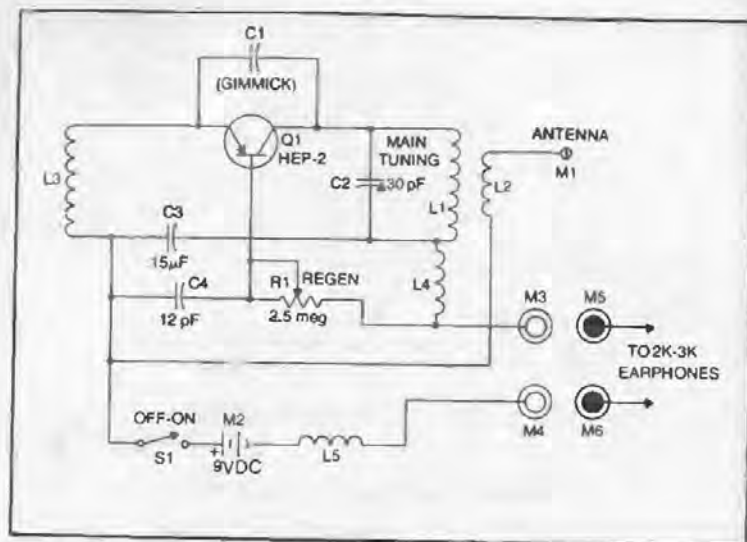 C1
(GIMMICK)
Q1
HEP-2
MAIN
TUNING
C2
30 pF
ANTENNA
M1
L3
L1
L2
C3
15µF
C4
12 pF
R1
REGEN
2.5 meg
L4
M3
M5
TO 2K-3K
EARPHONES
M4
M6
OFF-ON
S1
M2
+
9VDC
L5